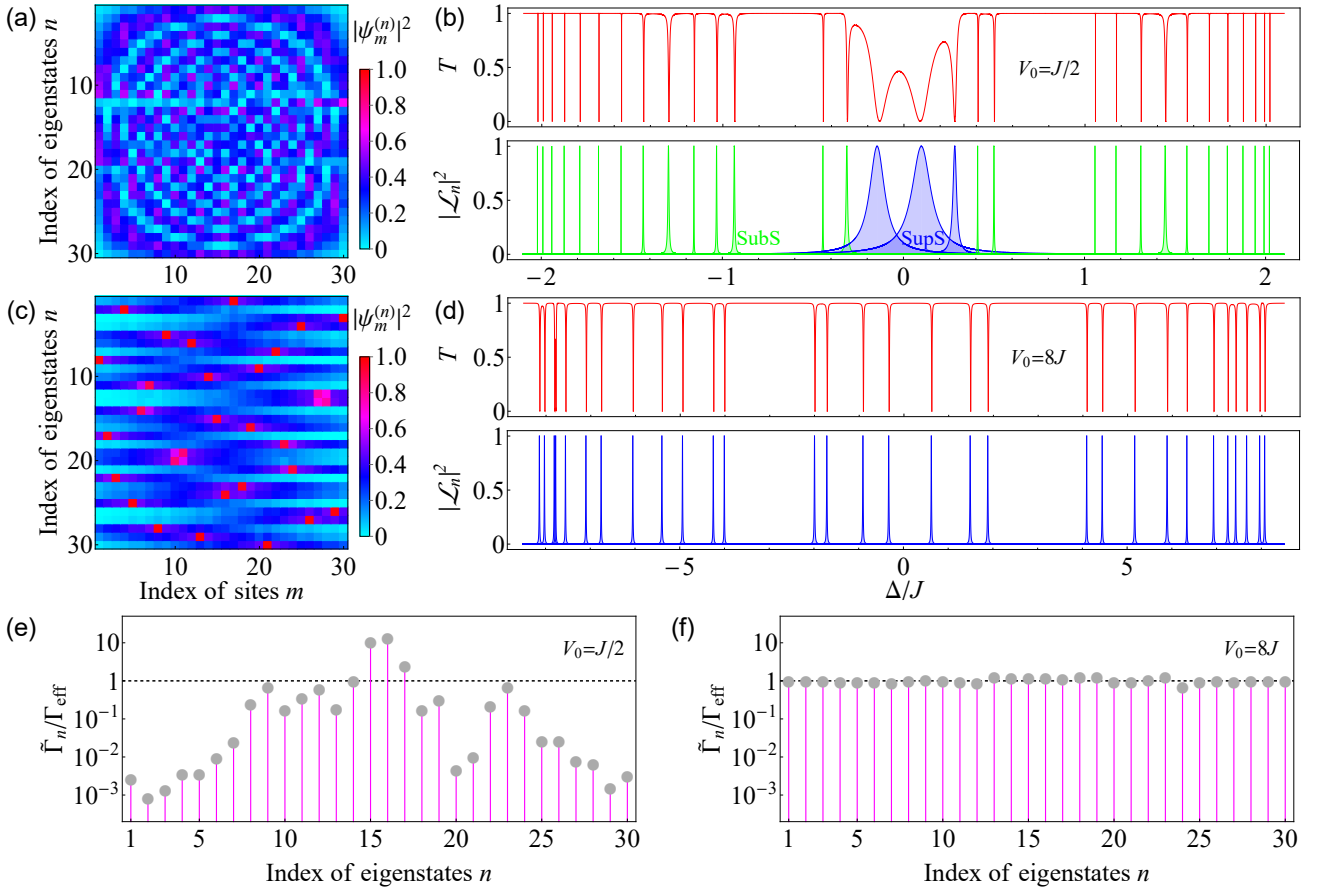 (a)
Index of eigenstates n
10
20
30
10
20
30
|ψ_m^(n)|²
1.0
0.8
0.6
0.4
0.2
0
(b)
T
1
0.5
0
V₀=J/2
|ℒ_n|²
1
0.5
0
SubS
SupS
−2
−1
0
1
2
(c)
Index of eigenstates n
10
20
30
10
20
30
Index of sites m
|ψ_m^(n)|²
1.0
0.8
0.6
0.4
0.2
0
(d)
T
1
0.5
0
V₀=8J
|ℒ_n|²
1
0.5
0
−5
0
5
Δ/J
(e)
Γ̃_n/Γ_eff
10
1
10⁻¹
10⁻²
10⁻³
V₀=J/2
1
5
10
15
20
25
30
Index of eigenstates n
(f)
Γ̃_n/Γ_eff
10
1
10⁻¹
10⁻²
10⁻³
V₀=8J
1
5
10
15
20
25
30
Index of eigenstates n